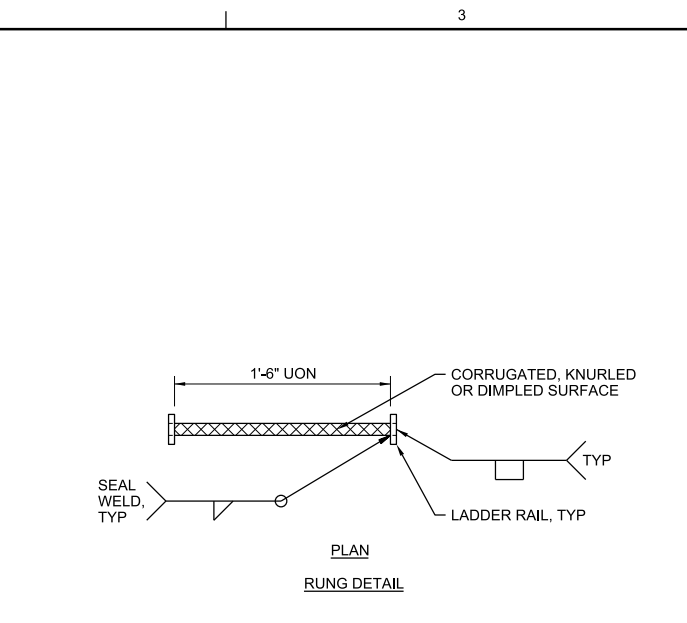 3
1'-6" UON
CORRUGATED, KNURLED
OR DIMPLED SURFACE
TYP
SEAL
WELD,
TYP
LADDER RAIL, TYP
PLAN
RUNG DETAIL